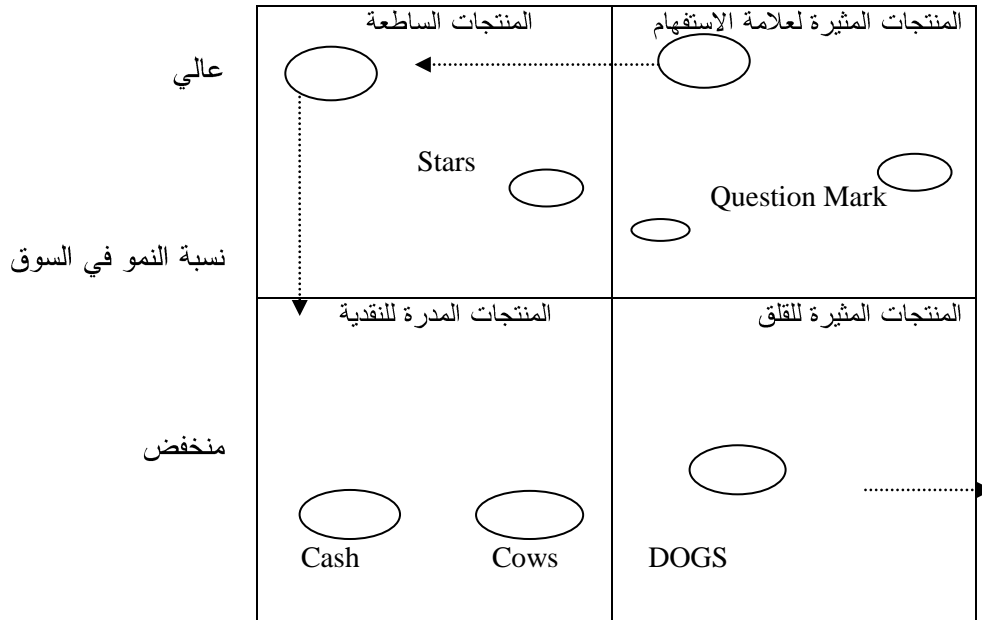 المنتجات المثيرة لعلامة الإستفهام
المنتجات الساطعة
عالي
Stars
Question Mark
نسبة النمو في السوق
المنتجات المثيرة للقلق
المنتجات المدرة للنقدية
منخفض
Cash
Cows
DOGS